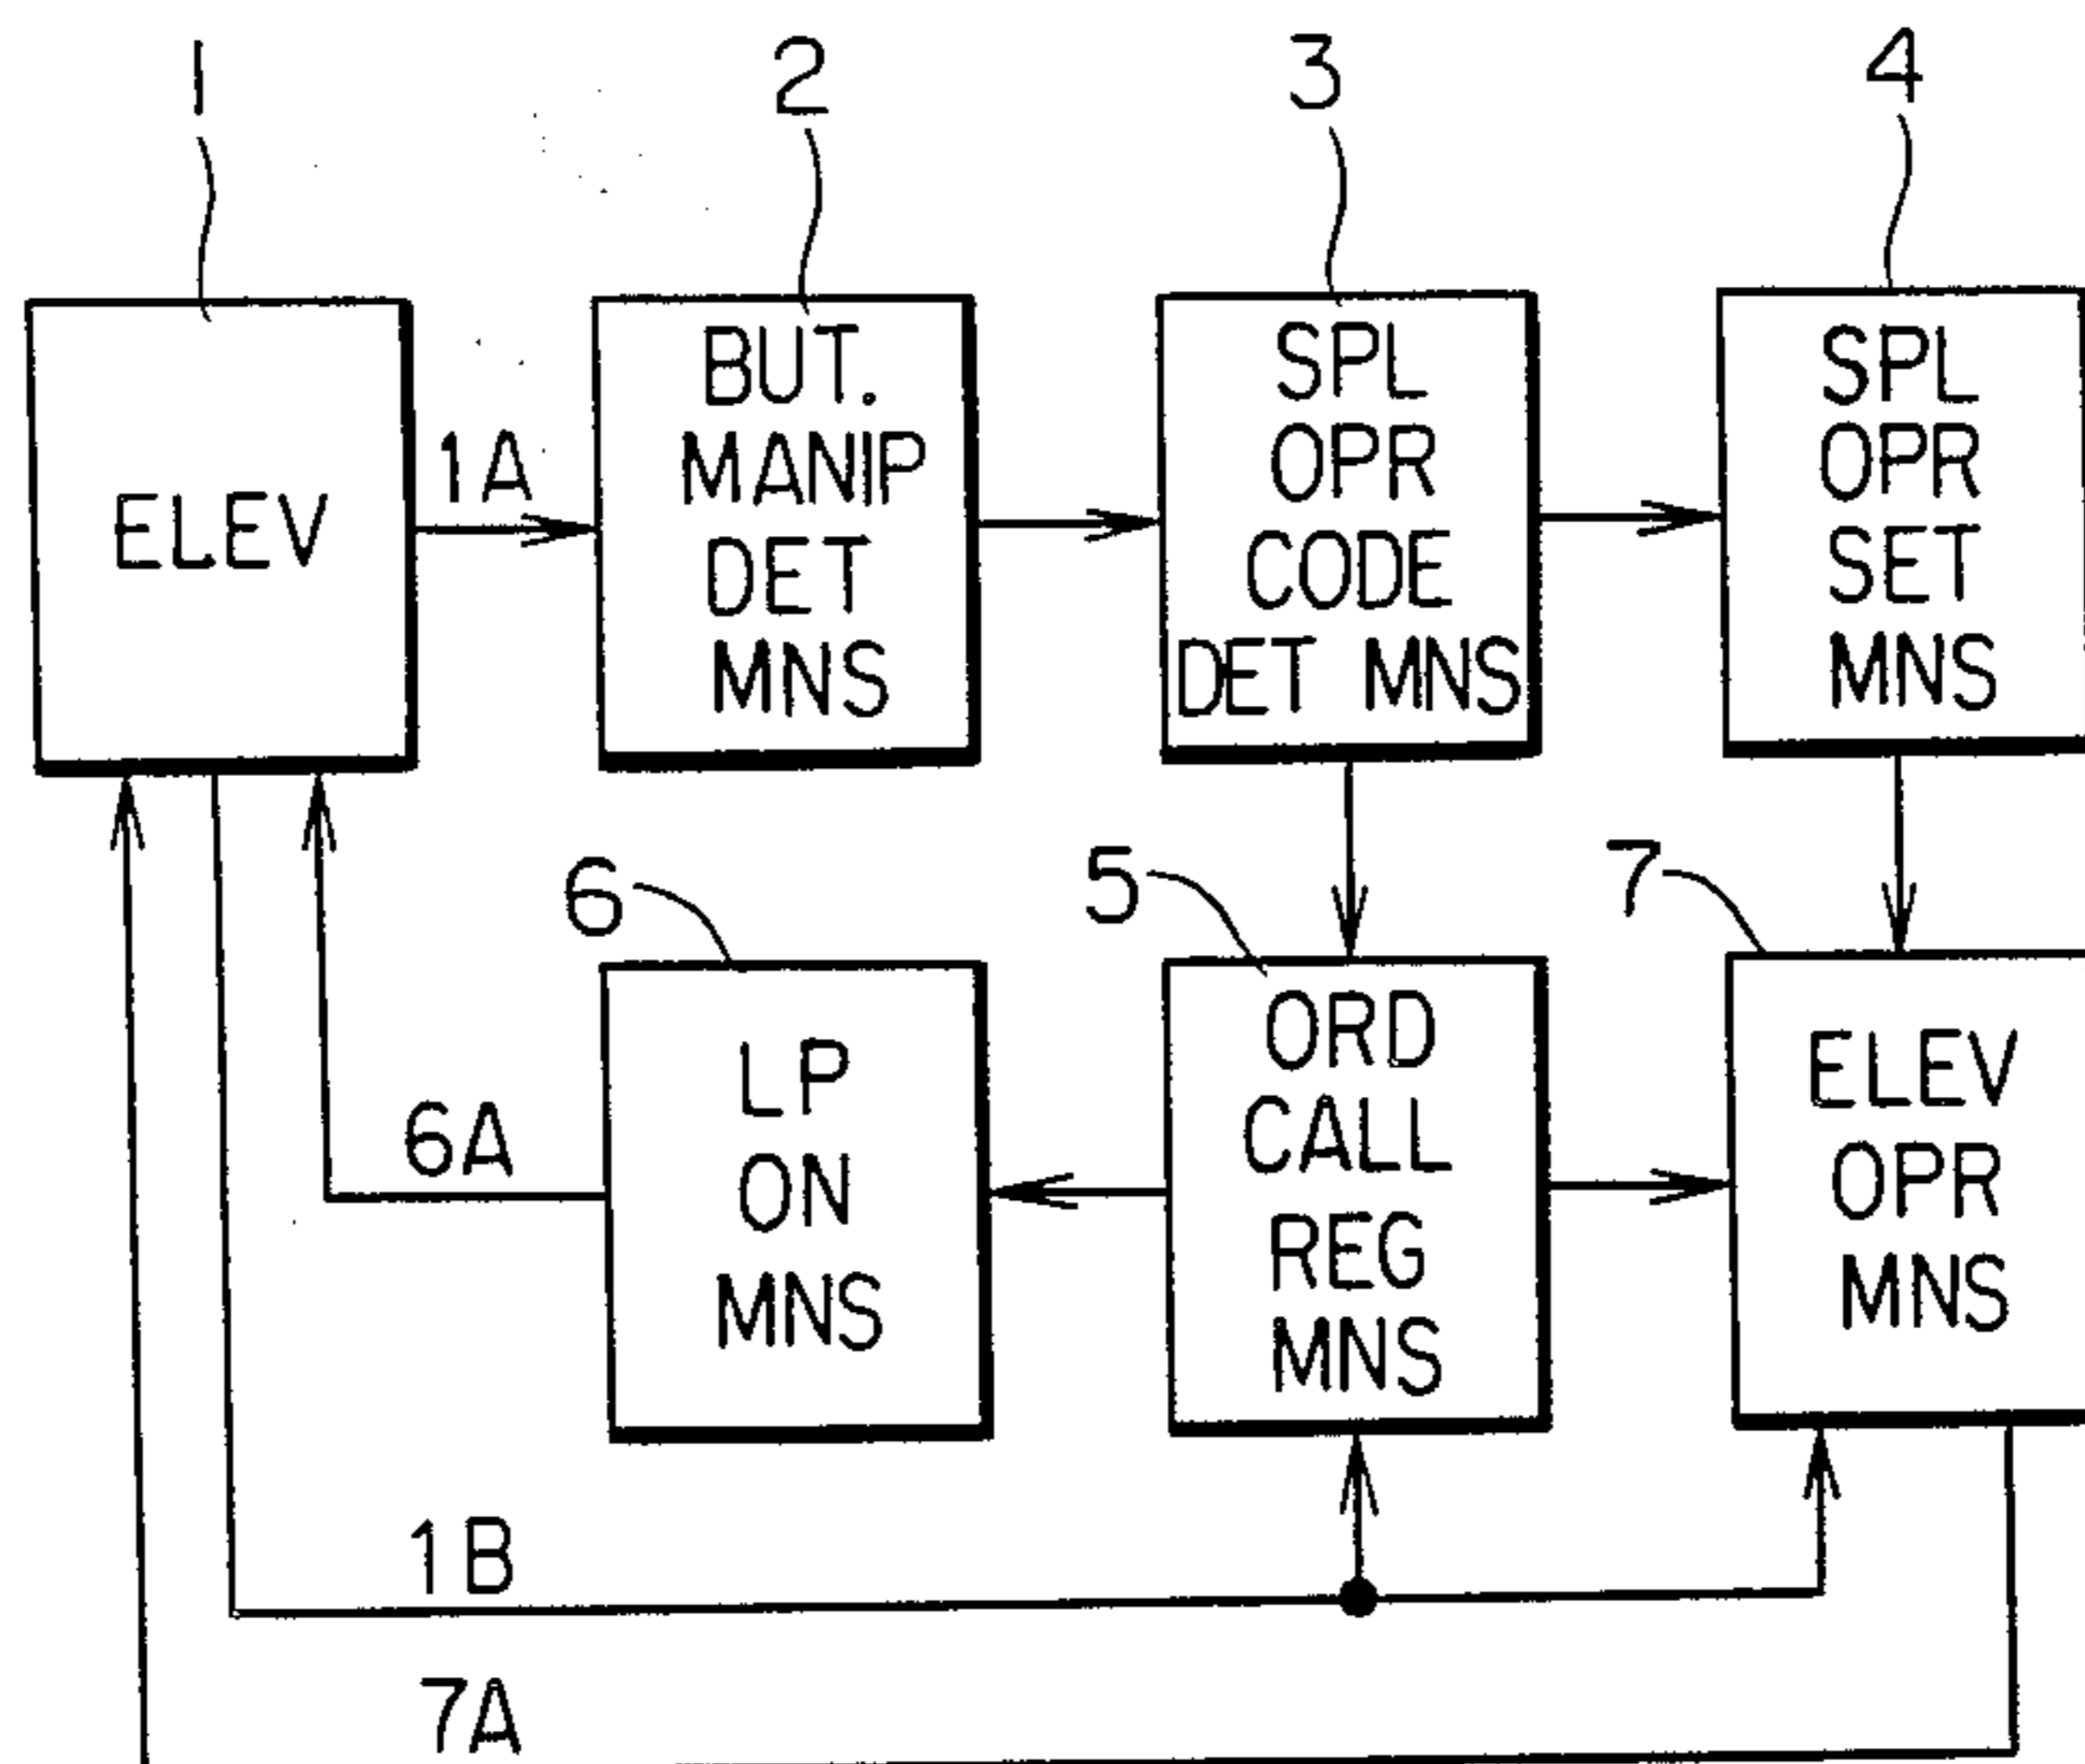 1
2
3
4
ELEV
1A
BUT.
MANIP
DET
MNS
SPL
OPR
CODE
DET MNS
SPL
OPR
SET
MNS
6
5
7
6A
LP
ON
MNS
ORD
CALL
REG
MNS
ELEV
OPR
MNS
1B
7A